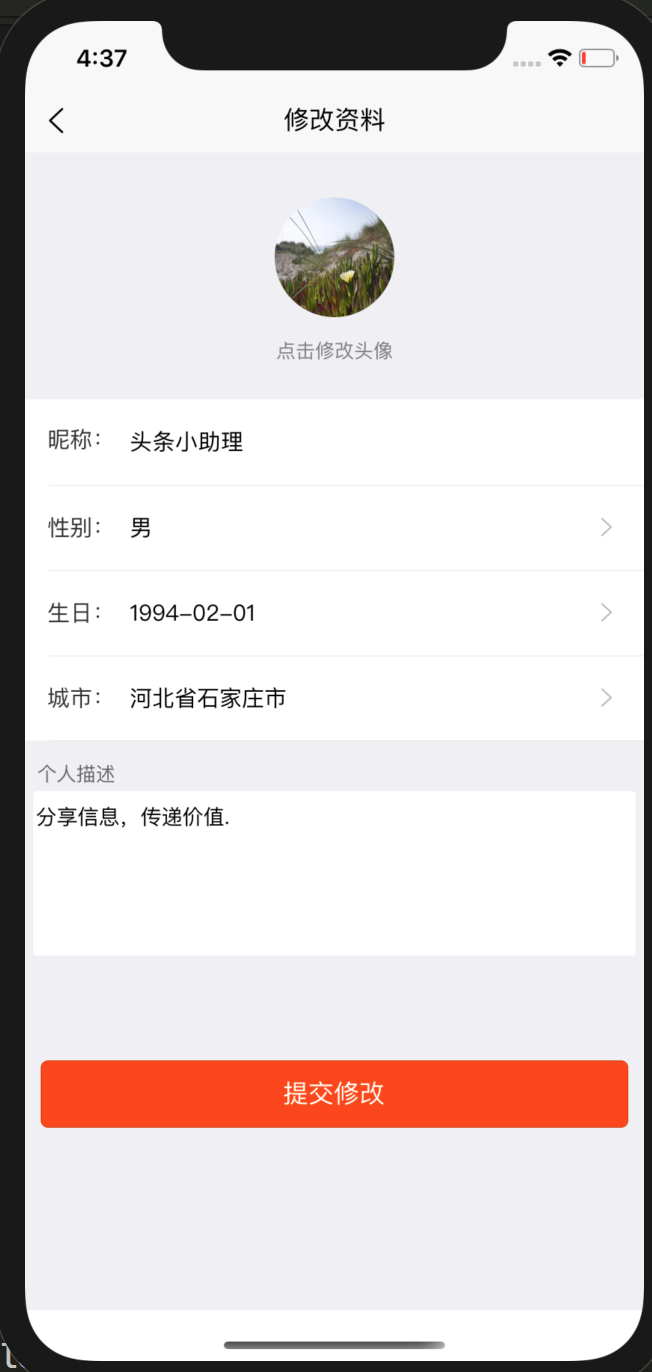 4:37
修改资料
点击修改头像
昵称： 头条小助理
性别： 男
生日： 1994-02-01
城市： 河北省石家庄市
个人描述
分享信息，传递价值.
提交修改